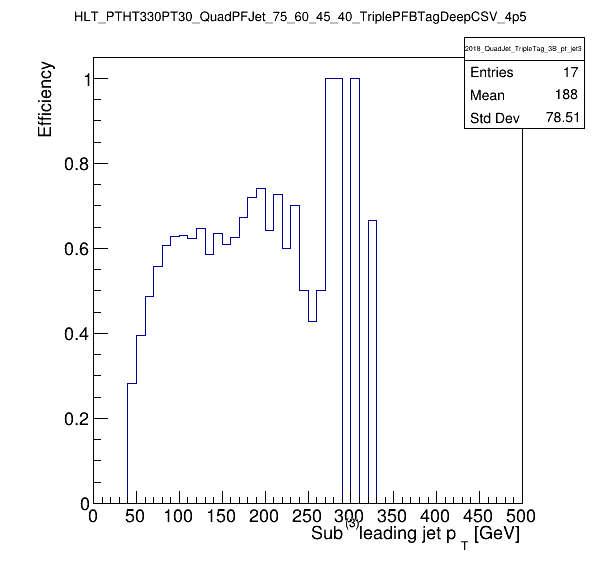 HLT_PTHT330PT30_QuadPFJet_75_60_45_40_TriplePFBTagDeepCSV_4p5
2018_QuadJet_TripleTag_3B_pt_jet3
Entries 17
Mean 188
Std Dev 78.51
Efficiency
1
0.8
0.6
0.4
0.2
0
0 50 100 150 200 250 300 350 400 450 500
Sub(3)leading jet pT [GeV]